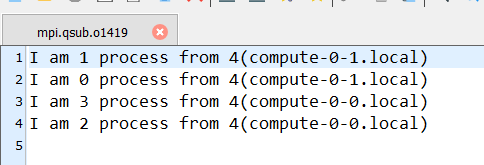 mpi.qsub.o1419
1 I am 1 process from 4(compute-0-1.local)
2 I am 0 process from 4(compute-0-1.local)
3 I am 3 process from 4(compute-0-0.local)
4 I am 2 process from 4(compute-0-0.local)
5